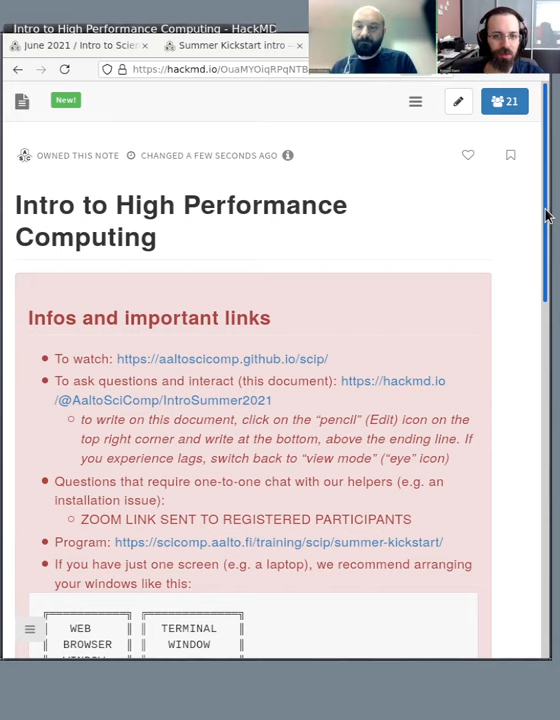 Intro to High Performance Computing - HackMD
June 2021 / Intro to Scien
Summer Kickstart intro –
https://hackmd.io/OuaMYOiqRPqNTB
New!
21
OWNED THIS NOTE CHANGED A FEW SECONDS AGO
Intro to High Performance
Computing
Infos and important links
To watch: https://aaltoscicomp.github.io/scip/
To ask questions and interact (this document): https://hackmd.io
/@AaltoSciComp/IntroSummer2021
to write on this document, click on the “pencil” (Edit) icon on the
top right corner and write at the bottom, above the ending line. If
you experience lags, switch back to “view mode” (“eye” icon)
Questions that require one-to-one chat with our helpers (e.g. an
installation issue):
ZOOM LINK SENT TO REGISTERED PARTICIPANTS
Program: https://scicomp.aalto.fi/training/scip/summer-kickstart/
If you have just one screen (e.g. a laptop), we recommend arranging
your windows like this:
WEB TERMINAL
BROWSER WINDOW
WINDOW